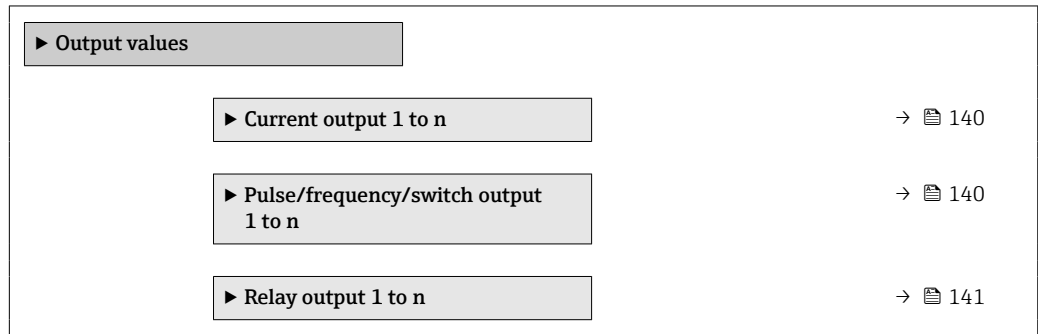 ▶ Output values
▶ Current output 1 to n → 140
▶ Pulse/frequency/switch output → 140
1 to n
▶ Relay output 1 to n → 141